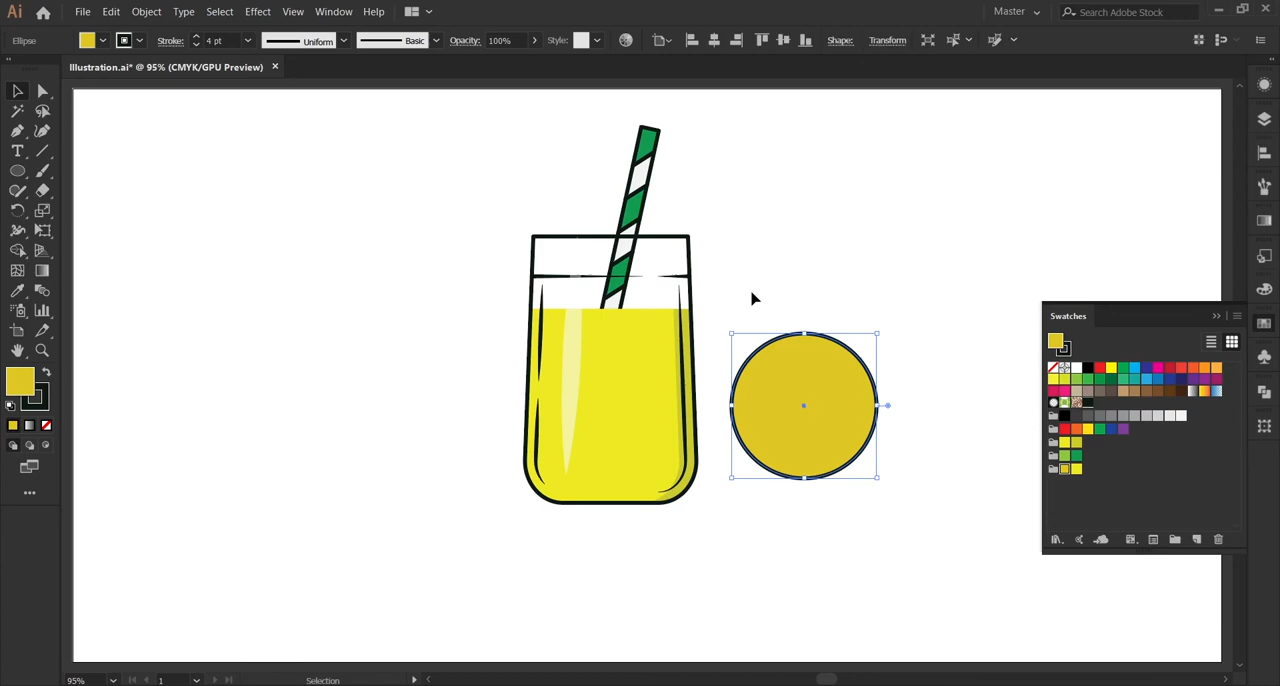 Ai File Edit Object Type Select Effect View Window Help Master Search Adobe Stock
Ellipse Stroke: 4 pt Uniform Basic Opacity: 100% Style: Shape: Transform
Illustration.ai* @ 95% (CMYK/GPU Preview)
Swatches
95% 1 Selection